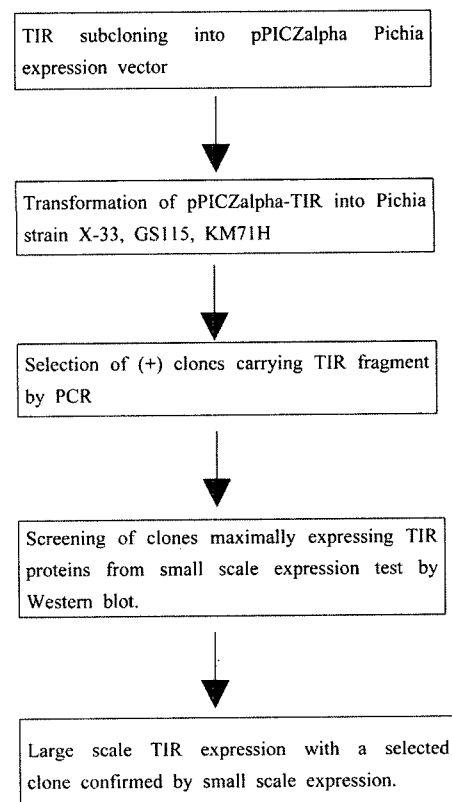 TIR subcloning into pPICZalpha Pichia
expression vector
Transformation of pPICZalpha-TIR into Pichia
strain X-33, GS115, KM71H
Selection of (+) clones carrying TIR fragment
by PCR
Screening of clones maximally expressing TIR
proteins from small scale expression test by
Western blot.
Large scale TIR expression with a selected
clone confirmed by small scale expression.